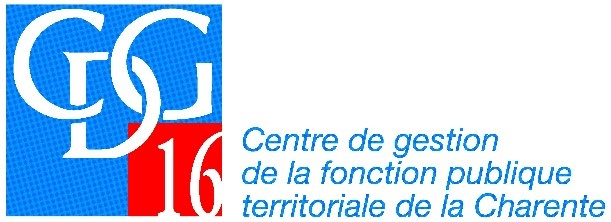 CDG
16
Centre de gestion
de la fonction publique
territoriale de la Charente